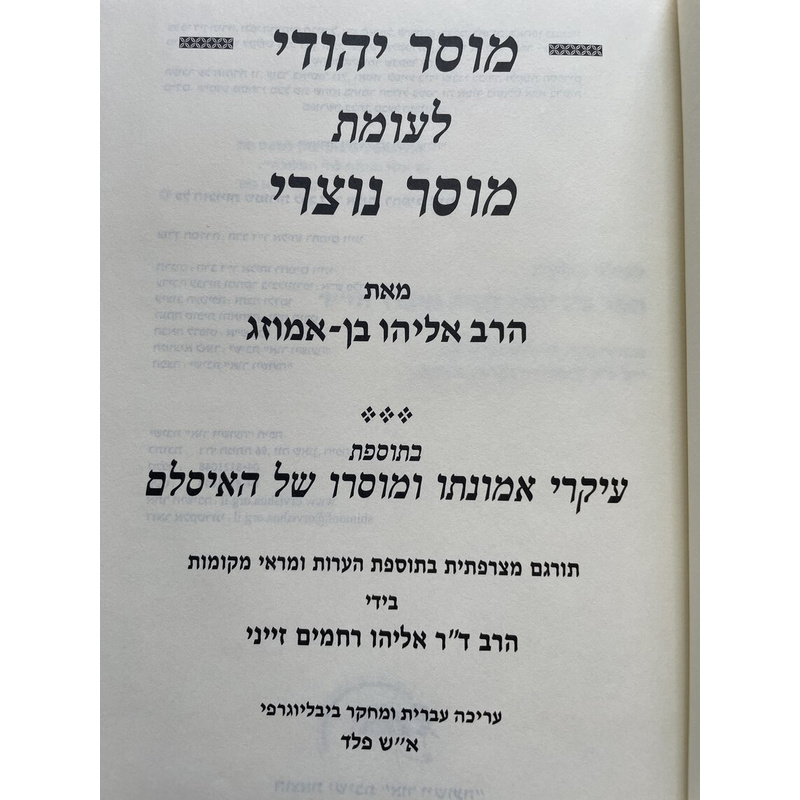 מוסר יהודי
לעומת
מוסר נוצרי
מאת
הרב אליהו בן-אמוזג
בתוספת
עיקרי אמונתו ומוסרו של האיסלם
תורגם מצרפתית בתוספת הערות ומראי מקומות
בידי
הרב ד״ר אליהו רחמים זייני
עריכה עברית ומחקר ביבליוגרפי
א״ש פלד